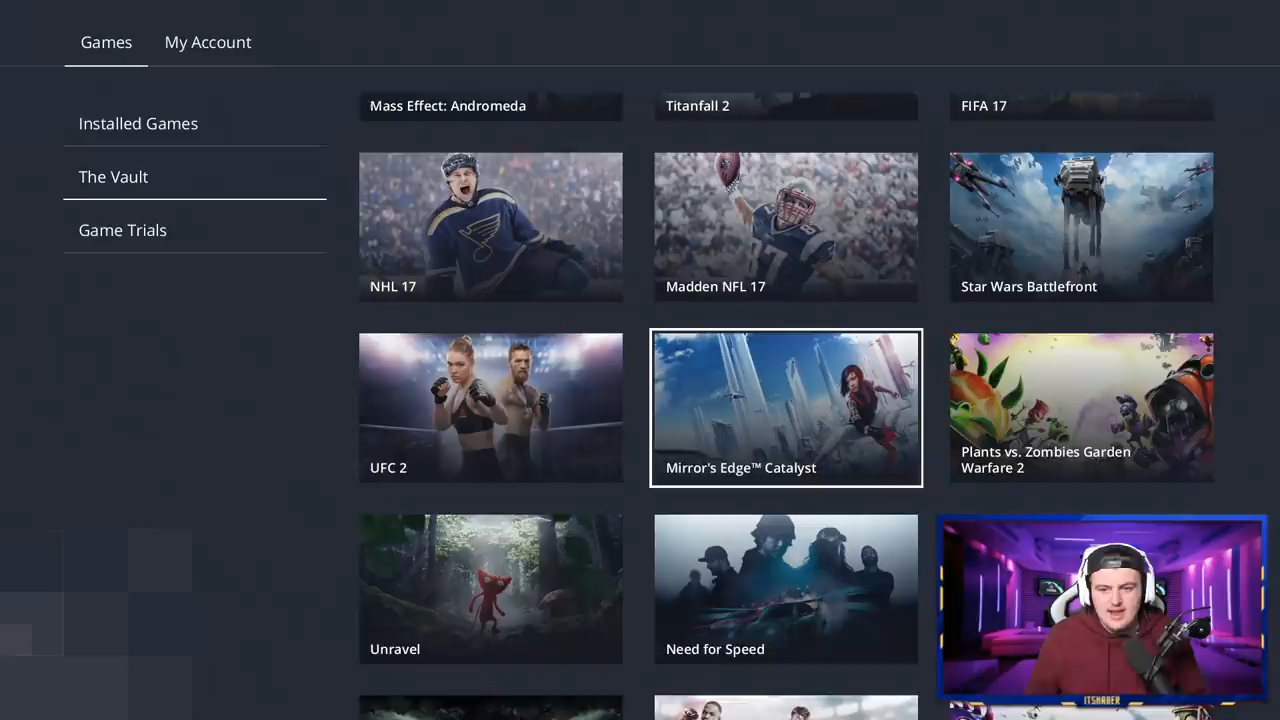 Games
My Account
Installed Games
The Vault
Game Trials
Mass Effect: Andromeda
Titanfall 2
FIFA 17
NHL 17
Madden NFL 17
Star Wars Battlefront
UFC 2
Mirror's Edge™ Catalyst
Plants vs. Zombies Garden
Warfare 2
Unravel
Need for Speed
ITSHABER